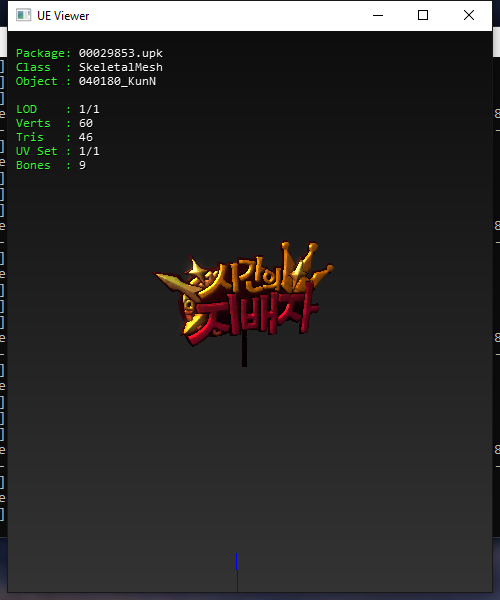 UE Viewer
Package: 00029853.upk
Class : SkeletalMesh
Object : 040180_KunN
LOD : 1/1
Verts : 60
Tris : 46
UV Set : 1/1
Bones : 9
시간의
지배자